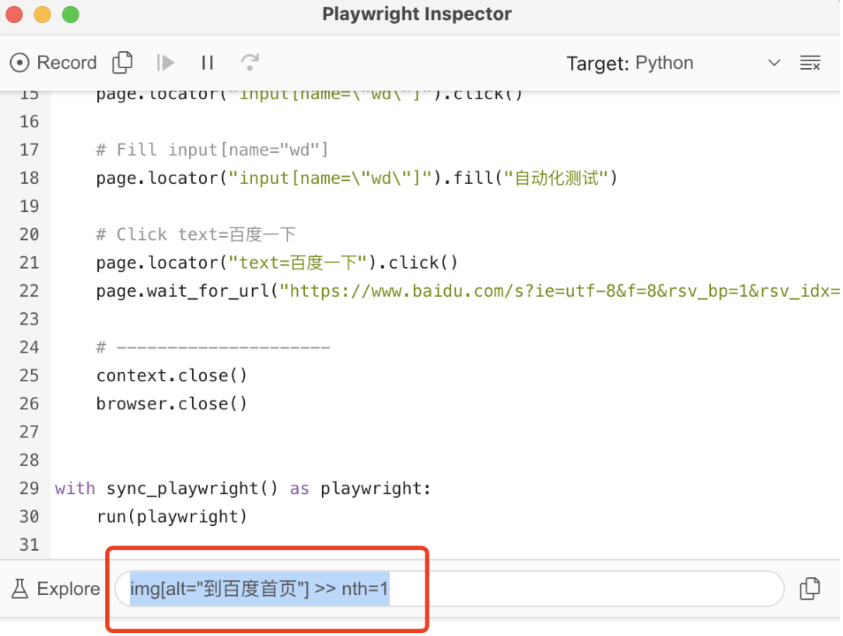 Playwright Inspector
Record Target: Python
15 page.locator("input[name=\"wd\"]").click()
16
17 # Fill input[name="wd"]
18 page.locator("input[name=\"wd\"]").fill("自动化测试")
19
20 # Click text=百度一下
21 page.locator("text=百度一下").click()
22 page.wait_for_url("https://www.baidu.com/s?ie=utf-8&f=8&rsv_bp=1&rsv_idx=
23
24 # ---------------------
25 context.close()
26 browser.close()
27
28
29 with sync_playwright() as playwright:
30 run(playwright)
31
Explore img[alt="到百度首页"] >> nth=1